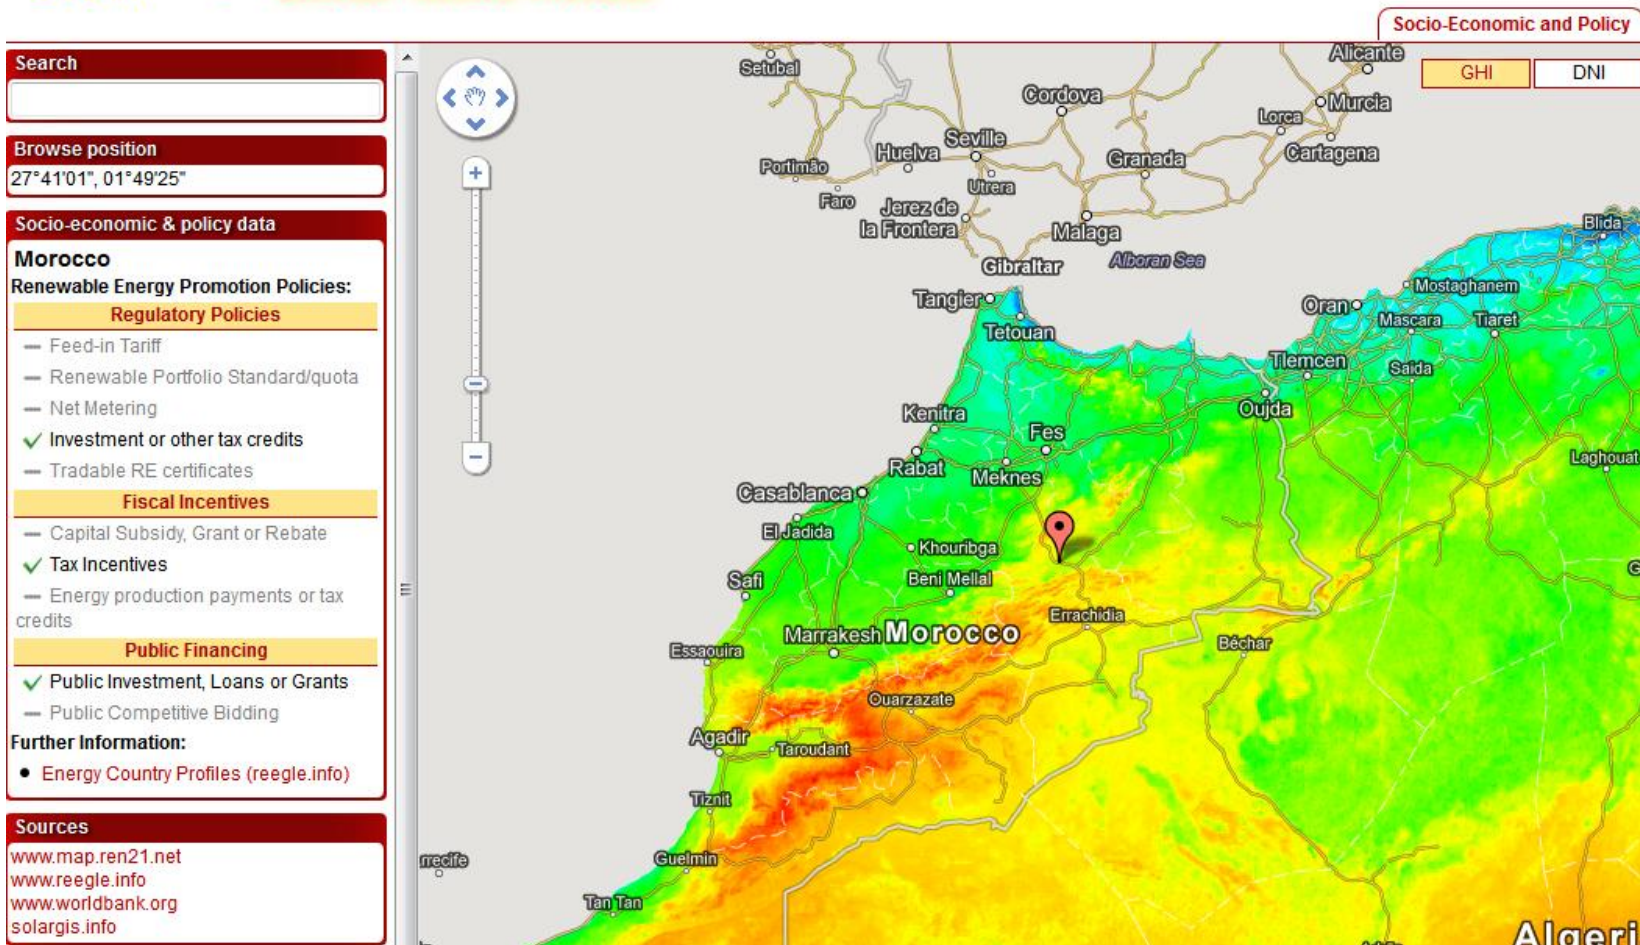 Socio-Economic and Policy
Search
Browse position
27°41'01", 01°49'25"
Socio-economic & policy data
Morocco
Renewable Energy Promotion Policies:
Regulatory Policies
Feed-in Tariff
Renewable Portfolio Standard/quota
Net Metering
Investment or other tax credits
Tradable RE certificates
Fiscal Incentives
Capital Subsidy, Grant or Rebate
Tax Incentives
Energy production payments or tax
credits
Public Financing
Public Investment, Loans or Grants
Public Competitive Bidding
Further Information:
Energy Country Profiles (reegle.info)
Sources
www.map.ren21.net
www.reegle.info
www.worldbank.org
solargis.info
GHI
DNI
Setubal
Alicante
Cordova
Murcia
Lorca
Seville
Huelva
Granada
Cartagena
Portimão
Utrera
Faro
Jerez de
la Frontera
Malaga
Blida
Gibraltar
Alboran Sea
Tangier
Mostaghanem
Oran
Mascara
Tiaret
Tetouan
Tlemcen
Saida
Kenitra
Oujda
Fes
Rabat
Meknes
Laghouat
Casablanca
El Jadida
Khouribga
Beni Mellal
Safi
Errachidia
Marrakesh
Morocco
Essaouira
Béchar
Ouarzazate
Agadir
Taroudant
Tiznit
Guelmin
rrecife
Tan Tan
Algeri